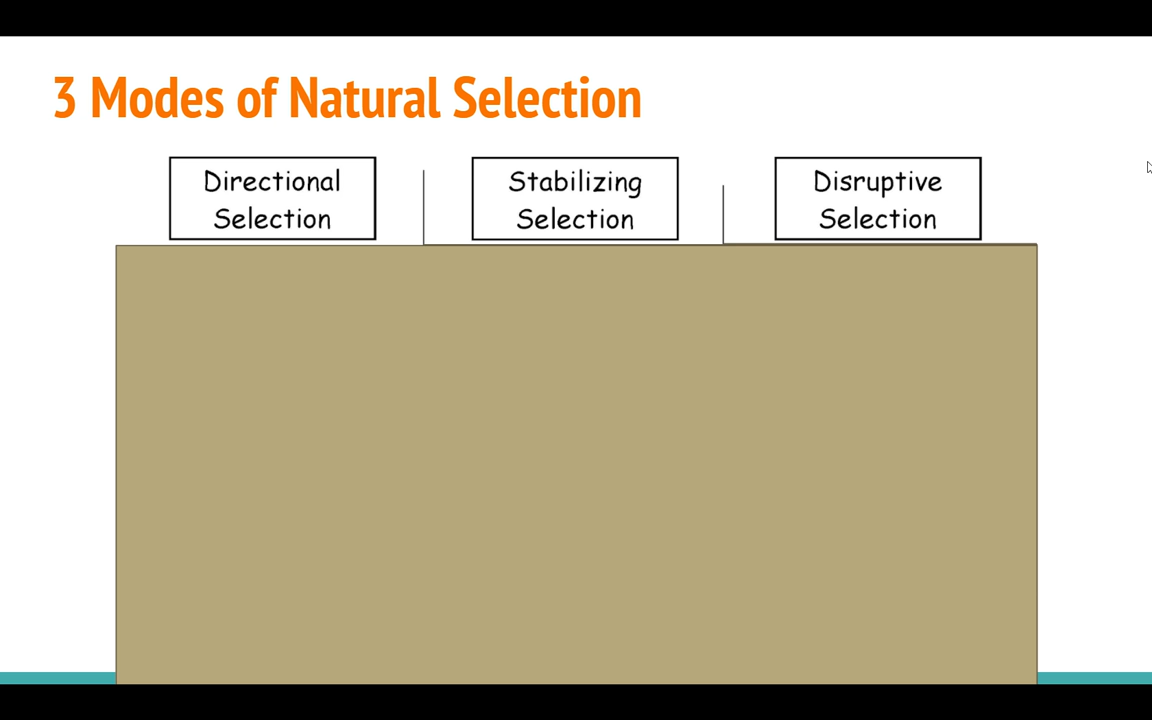 3 Modes of Natural Selection
Directional
Selection
Stabilizing
Selection
Disruptive
Selection